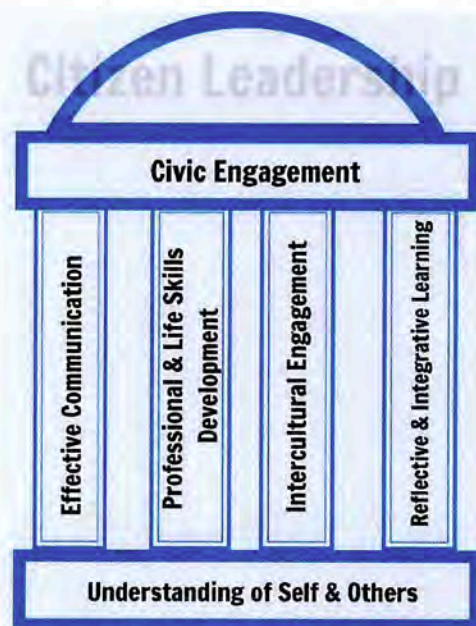 Citizen Leadership
Civic Engagement
Effective Communication
Professional & Life Skills
Development
Intercultural Engagement
Reflective & Integrative Learning
Understanding of Self & Others